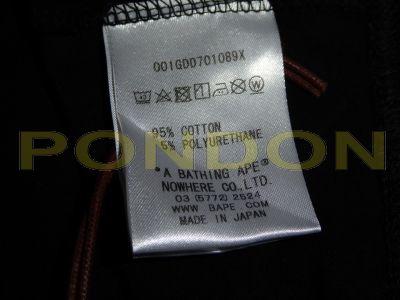 001GDD701089X
95% COTTON
5% POLYURETHANE
PONDON
"A BATHING APE®
NOWHERE CO., LTD.
03 (5772) 2524
WWW. BAPE. COM
MADE IN JAPAN